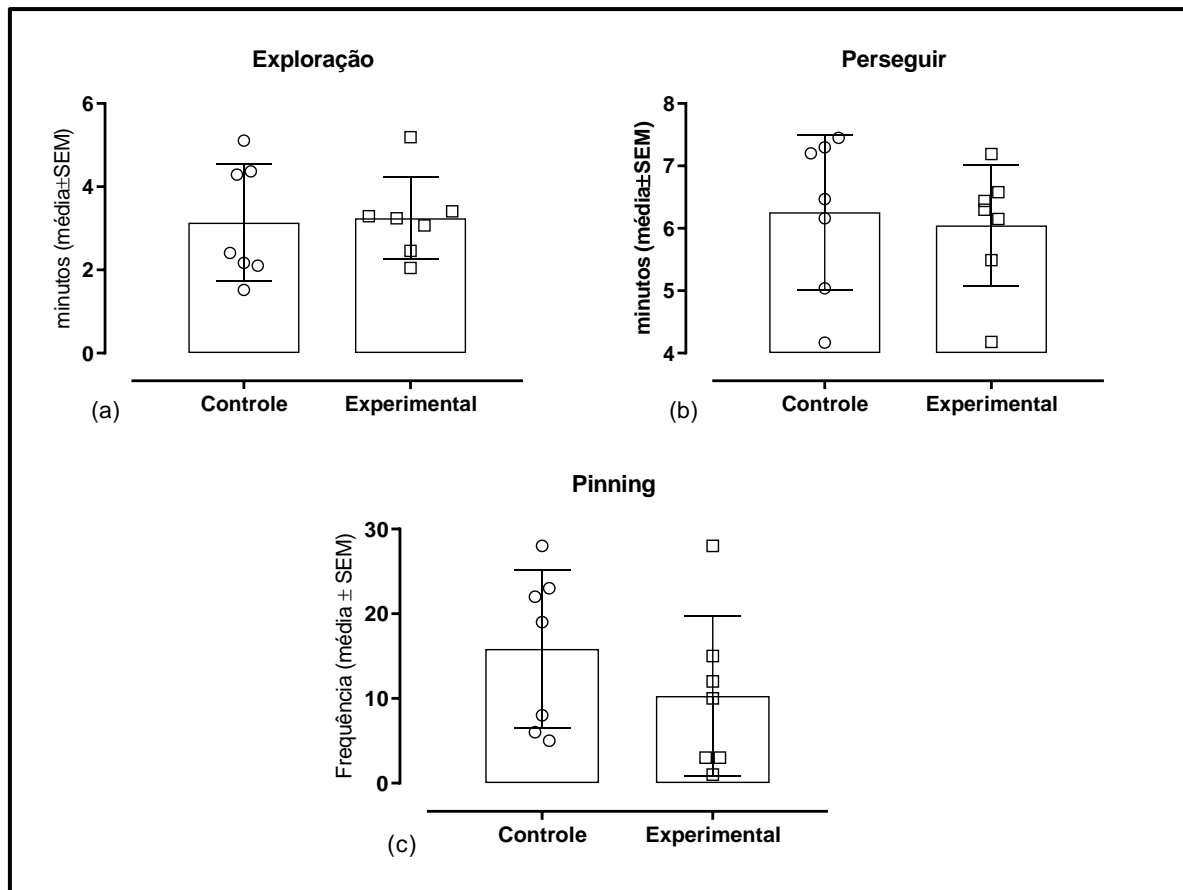 Exploração
minutos (média±SEM)
6
4
2
0
Controle
Experimental
(a)
Perseguir
minutos (média±SEM)
8
7
6
5
4
Controle
Experimental
(b)
Pinning
Frequência (média ± SEM)
30
20
10
0
Controle
Experimental
(c)